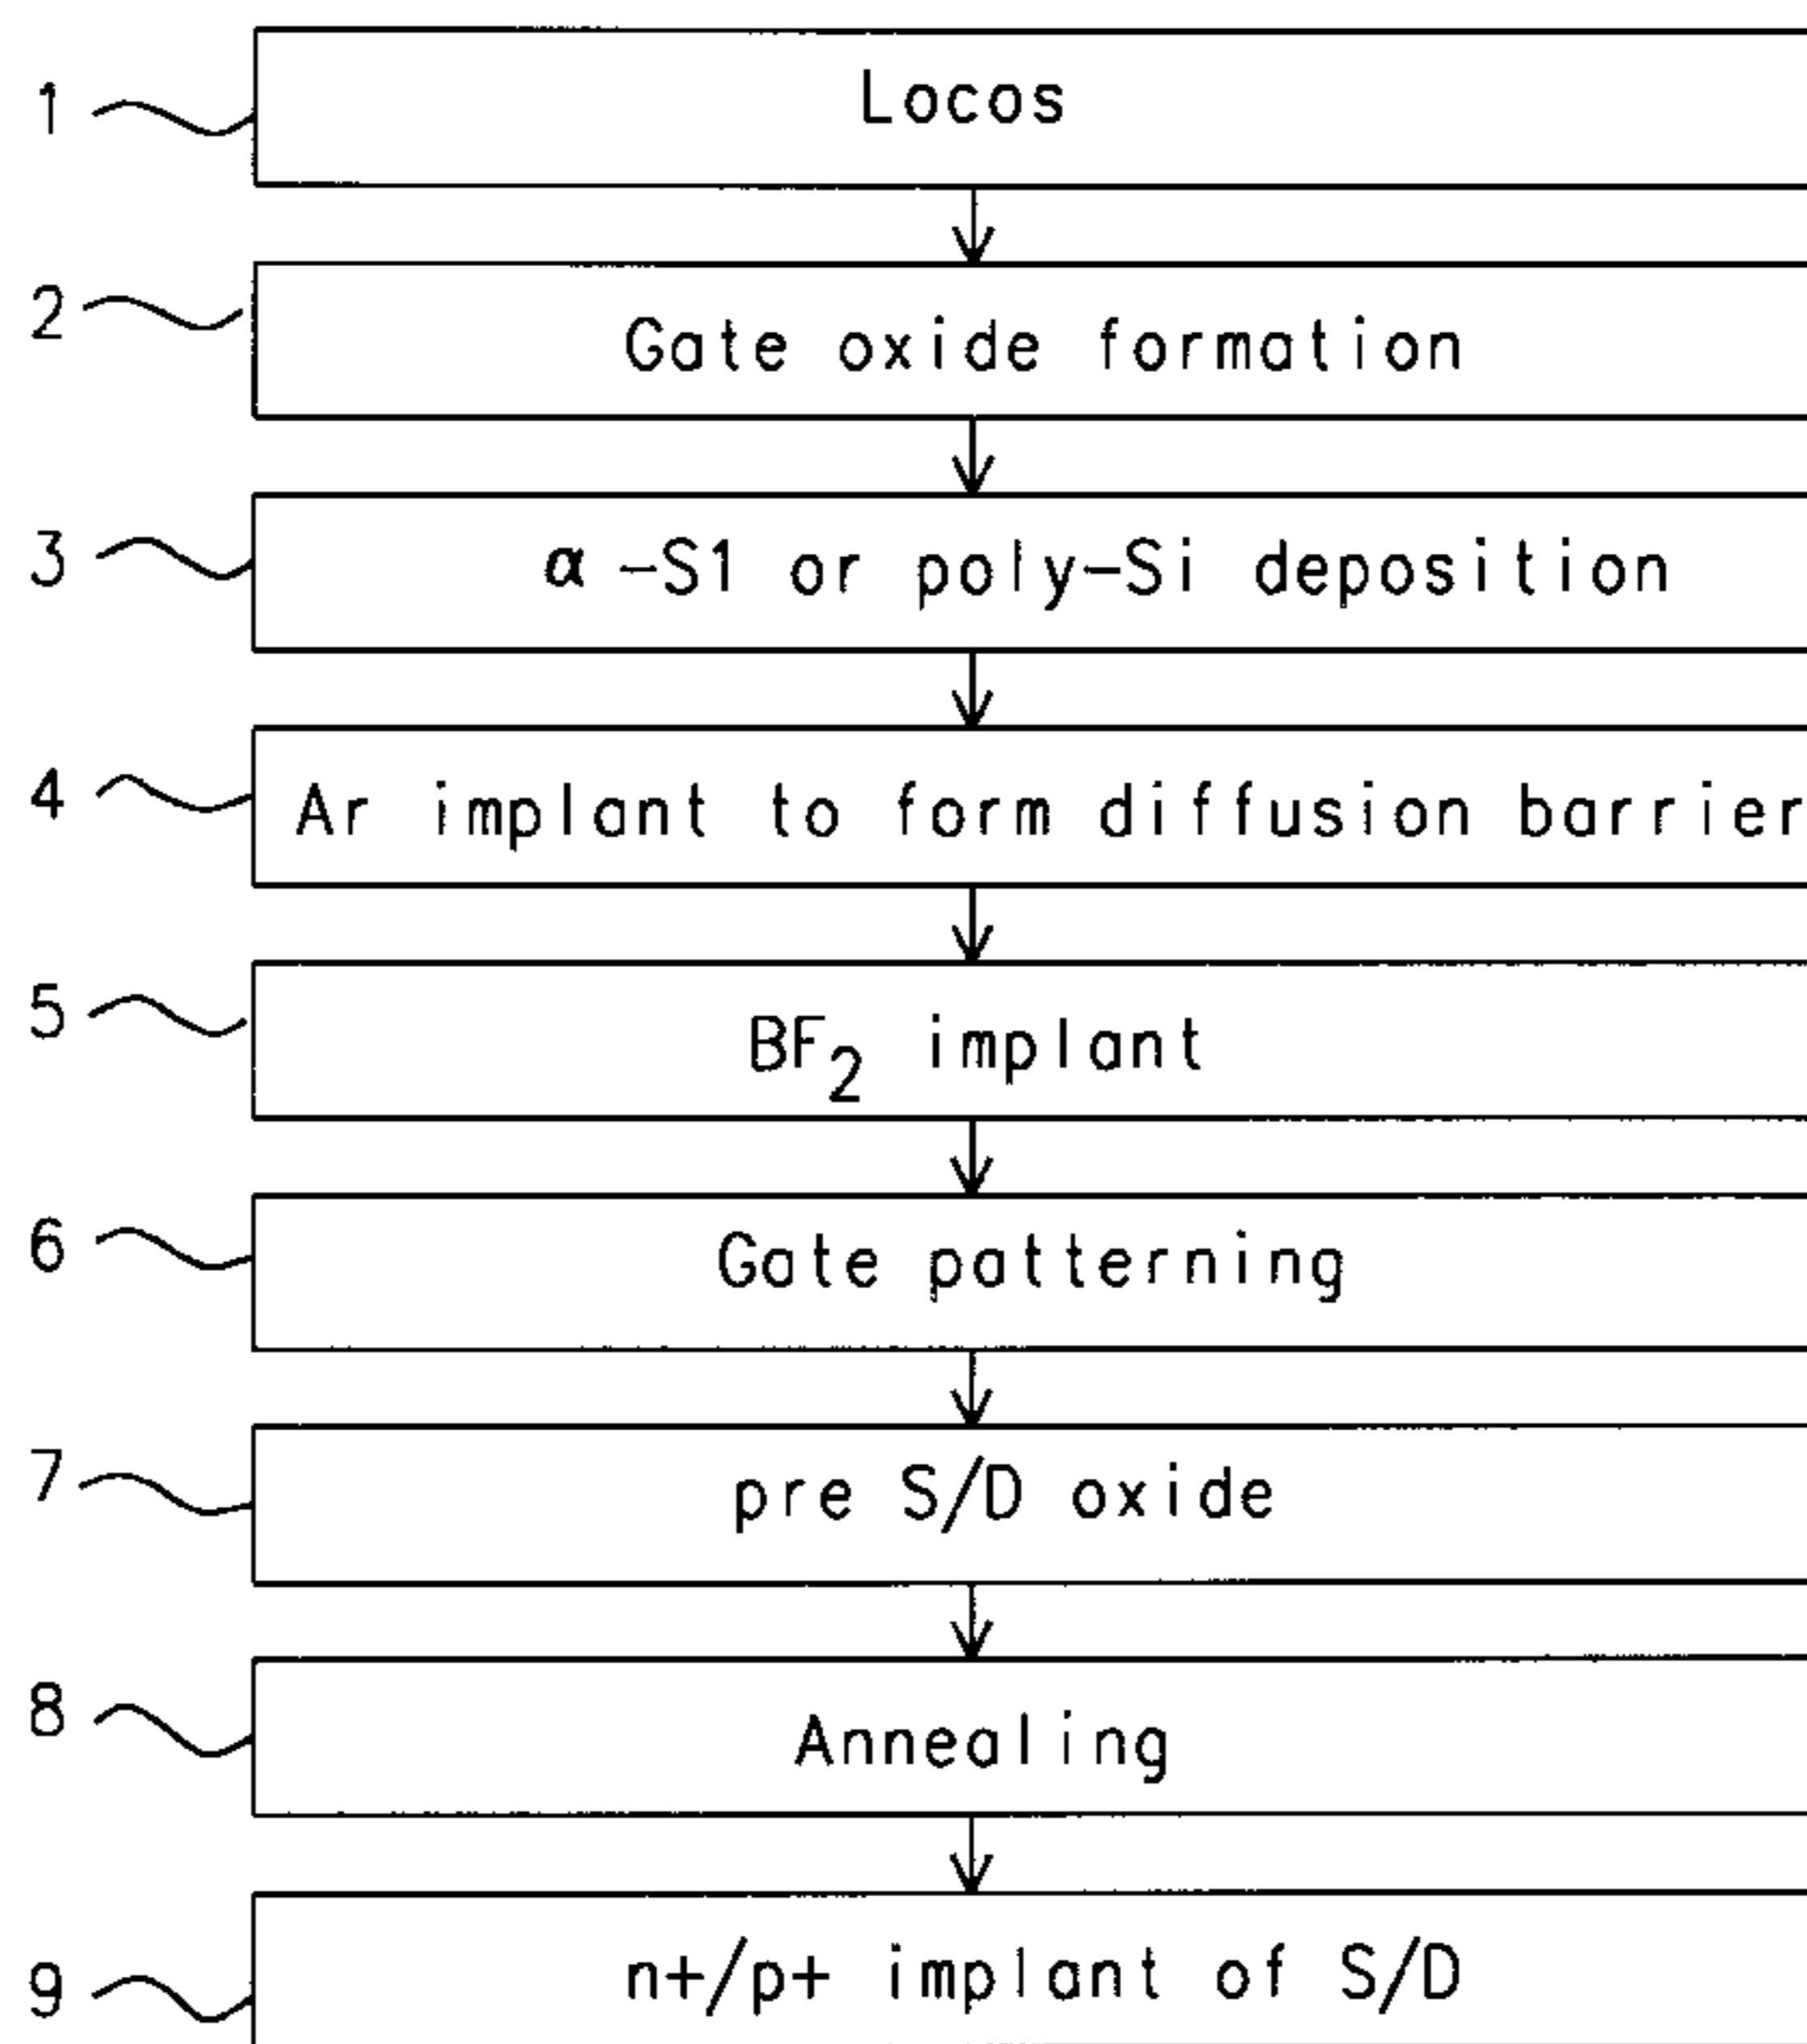 1 Locos
2 Gate oxide formation
3 α-S1 or poly-Si deposition
4 Ar implant to form diffusion barrier
5 BF₂ implant
6 Gate patterning
7 pre S/D oxide
8 Annealing
9 n+/p+ implant of S/D